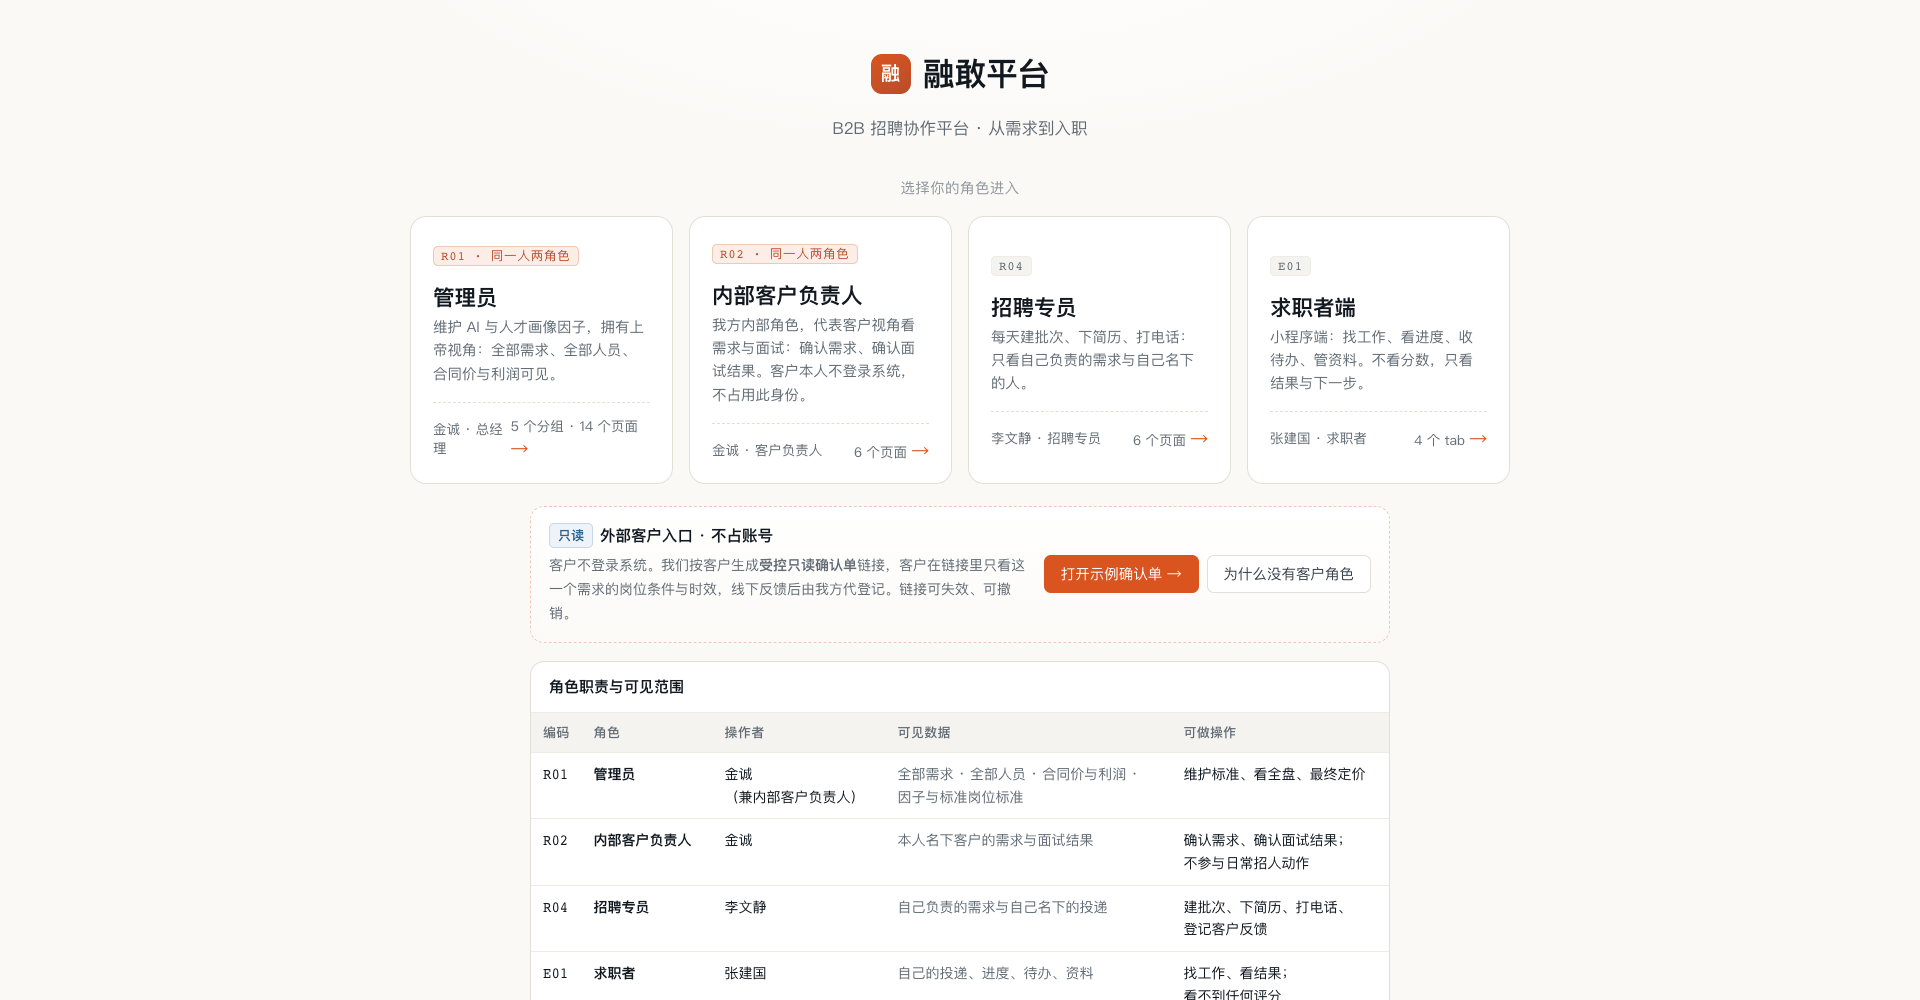 融 融敢平台
B2B 招聘协作平台 · 从需求到入职
选择你的角色进入
R01 · 同一人两角色
管理员
维护 AI 与人才画像因子，拥有上
帝视角：全部需求、全部人员、
合同价与利润可见。
金诚 · 总经
理
5 个分组 · 14 个页面
→
R02 · 同一人两角色
内部客户负责人
我方内部角色，代表客户视角看
需求与面试：确认需求、确认面
试结果。客户本人不登录系统，
不占用此身份。
金诚 · 客户负责人 6 个页面 →
R04
招聘专员
每天建批次、下简历、打电话：
只看自己负责的需求与自己名下
的人。
李文静 · 招聘专员 6 个页面 →
E01
求职者端
小程序端：找工作、看进度、收
待办、管资料。不看分数，只看
结果与下一步。
张建国 · 求职者 4 个 tab →
只读 外部客户入口 · 不占账号
客户不登录系统。我们按客户生成受控只读确认单链接，客户在链接里只看这
一个需求的岗位条件与时效，线下反馈后由我方代登记。链接可失效、可撤
销。
打开示例确认单 → 为什么没有客户角色
角色职责与可见范围
编码 角色 操作者 可见数据 可做操作
R01 管理员 金诚 全部需求 · 全部人员 · 合同价与利润 · 维护标准、看全盘、最终定价
（兼内部客户负责人） 因子与标准岗位标准
R02 内部客户负责人 金诚 本人名下客户的需求与面试结果 确认需求、确认面试结果；
不参与日常招人动作
R04 招聘专员 李文静 自己负责的需求与自己名下的投递 建批次、下简历、打电话、
登记客户反馈
E01 求职者 张建国 自己的投递、进度、待办、资料 找工作、看结果；
看不到任何评分